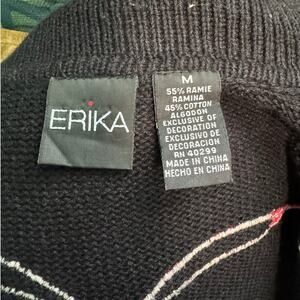 ERIKA
M
55% RAMIE
RAMINA
45% COTTON
ALGODON
EXCLUSIVE OF
DECORATION
EXCLUSIVO DE
DECORACION
RN 40299
MADE IN CHINA
HECHO EN CHINA